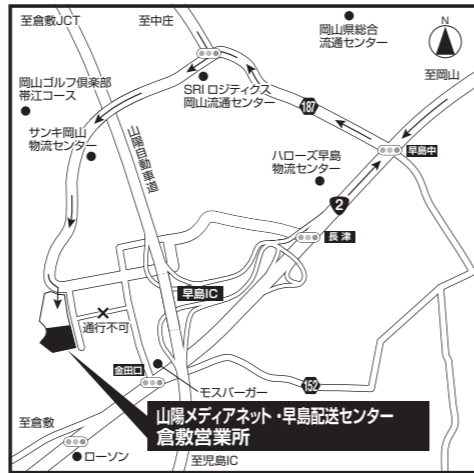 至倉敷JCT
至中庄
岡山県総合
流通センター
N
岡山ゴルフ倶楽部
帯江コース
SRI ロジティクス
岡山流通センター
至岡山
187
サンキ岡山
物流センター
山陽自動車道
ハローズ早島
物流センター
早島中
2
長津
早島IC
通行不可
金田口
モスバーガー
152
山陽メディアネット・早島配送センター
倉敷営業所
至倉敷
ローソン
至児島IC